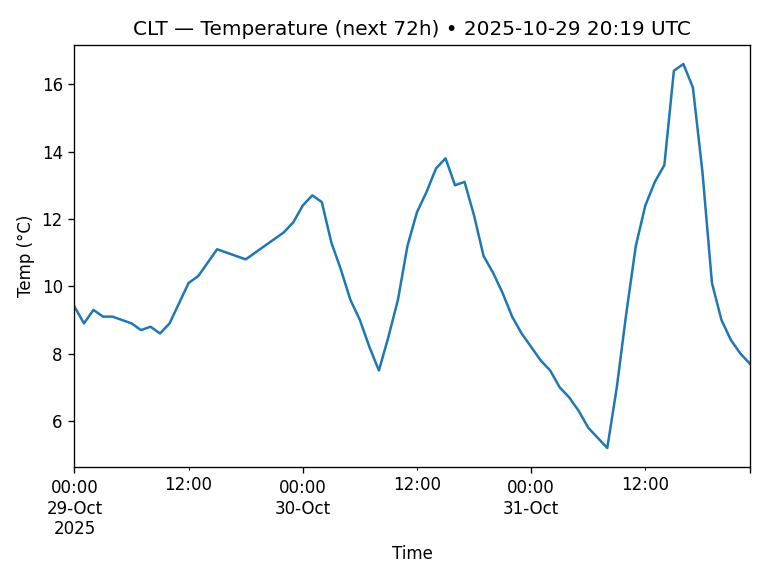 CLT — Temperature (next 72h) • 2025-10-29 20:19 UTC
Temp (°C)
16
14
12
10
8
6
00:00 12:00 00:00 12:00 00:00 12:00
29-Oct 30-Oct 31-Oct
2025
Time